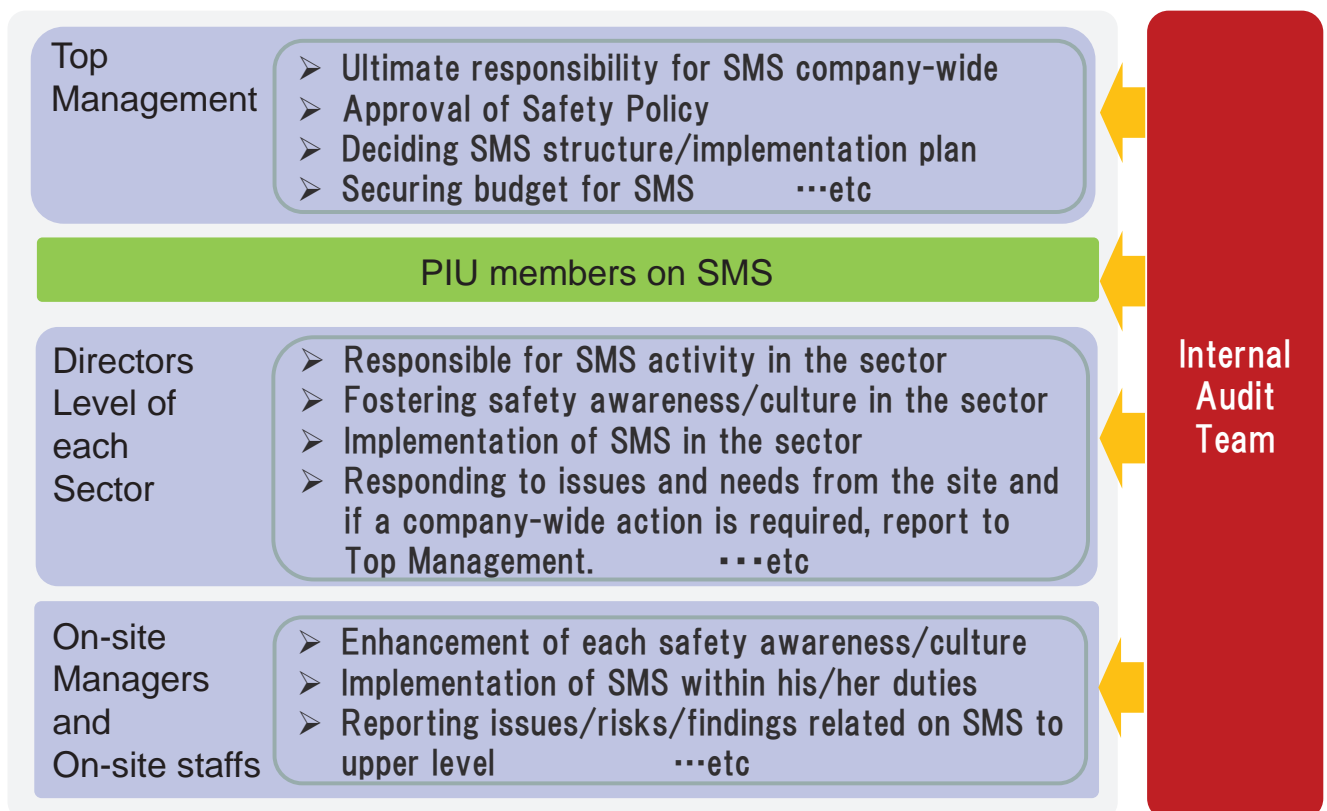 Top
Management
➢ Ultimate responsibility for SMS company-wide
➢ Approval of Safety Policy
➢ Deciding SMS structure/implementation plan
➢ Securing budget for SMS ⋯etc
PIU members on SMS
Directors
Level of
each
Sector
➢ Responsible for SMS activity in the sector
➢ Fostering safety awareness/culture in the sector
➢ Implementation of SMS in the sector
➢ Responding to issues and needs from the site and
if a company-wide action is required, report to
Top Management. ⋯etc
On-site
Managers
and
On-site staffs
➢ Enhancement of each safety awareness/culture
➢ Implementation of SMS within his/her duties
➢ Reporting issues/risks/findings related on SMS to
upper level ⋯etc
Internal
Audit
Team